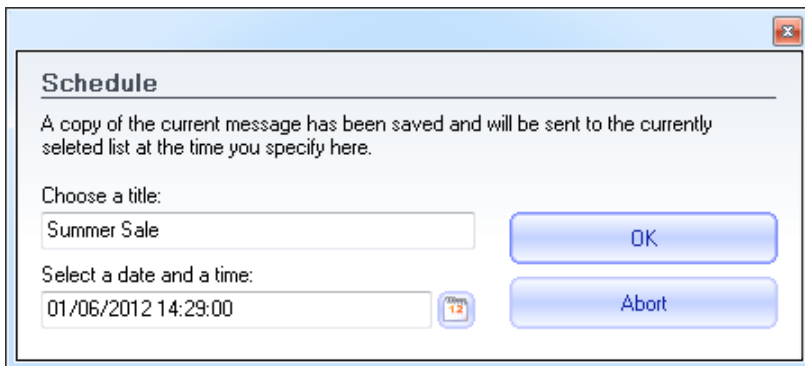 Schedule
A copy of the current message has been saved and will be sent to the currently
seleted list at the time you specify here.
Choose a title:
Summer Sale
OK
Select a date and a time:
01/06/2012 14:29:00
12
Abort